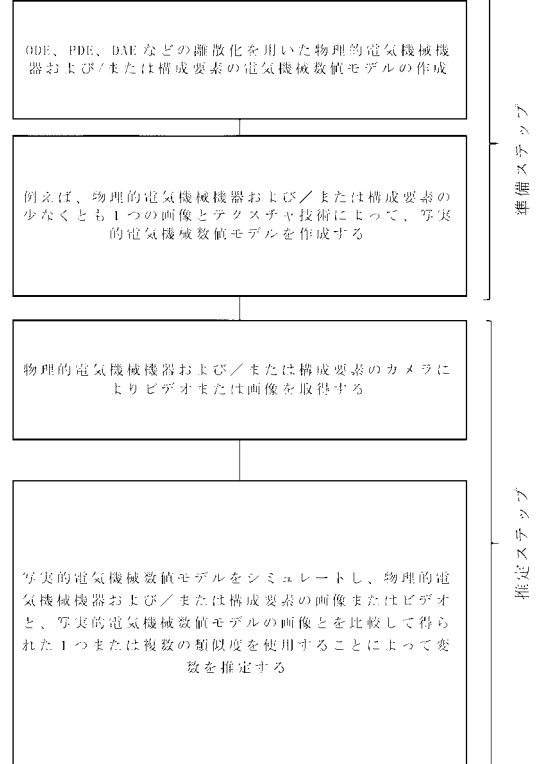 ODE、PDE、DAEなどの離散化を用いた物理的電気機械機
器および/または構成要素の電気機械数値モデルの作成
例えば、物理的電気機械機器および／または構成要素の
少なくとも１つの画像とテクスチャ技術によって、写実
的電気機械数値モデルを作成する
準備ステップ
物理的電気機械機器および／または構成要素のカメラに
よりビデオまたは画像を取得する
写実的電気機械数値モデルをシミュレートし、物理的電
気機械機器および／または構成要素の画像またはビデオ
と、写実的電気機械数値モデルの画像とを比較して得ら
れた１つまたは複数の類似度を使用することによって変
数を推定する
推定ステップ